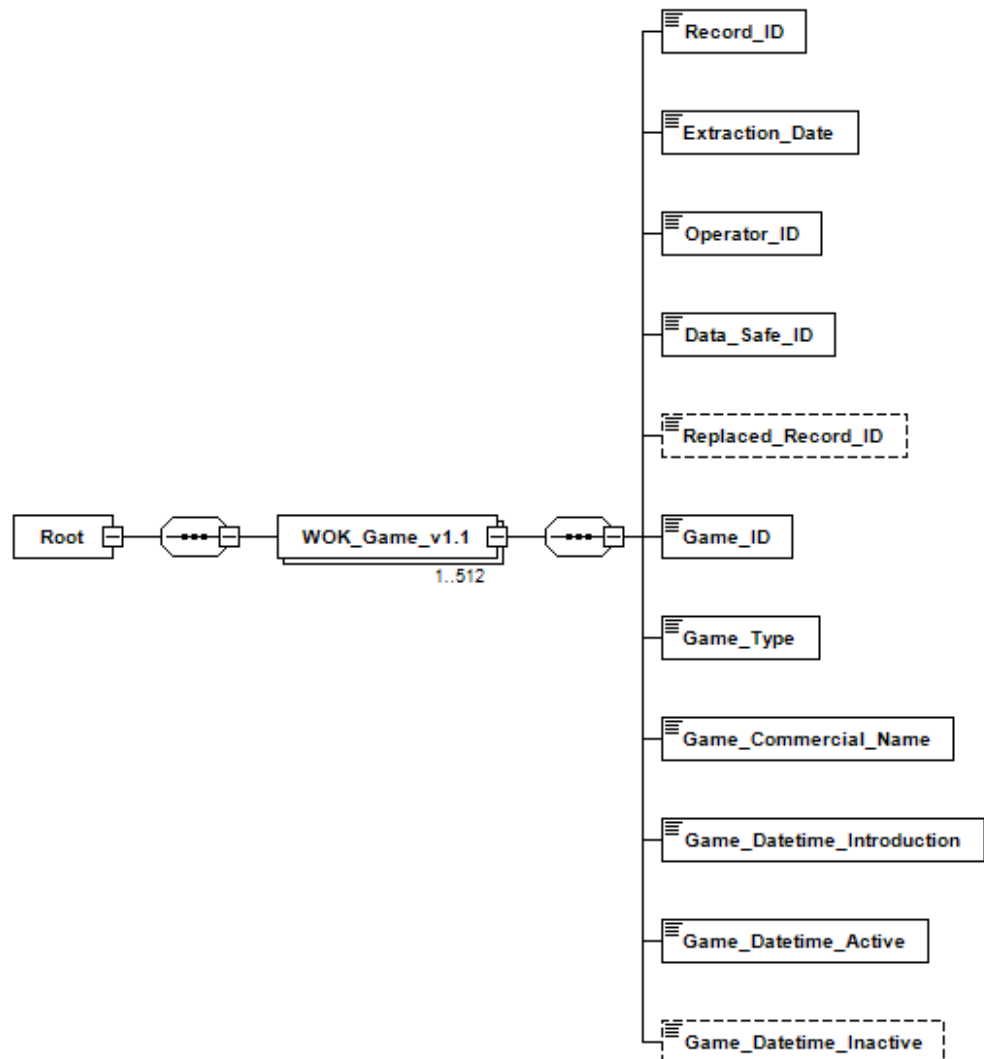 Record_ID
Extraction_Date
Operator_ID
Data_Safe_ID
Replaced_Record_ID
Root
WOK_Game_v1.1
1..512
Game_ID
Game_Type
Game_Commercial_Name
Game_Datetime_Introduction
Game_Datetime_Active
Game_Datetime_Inactive